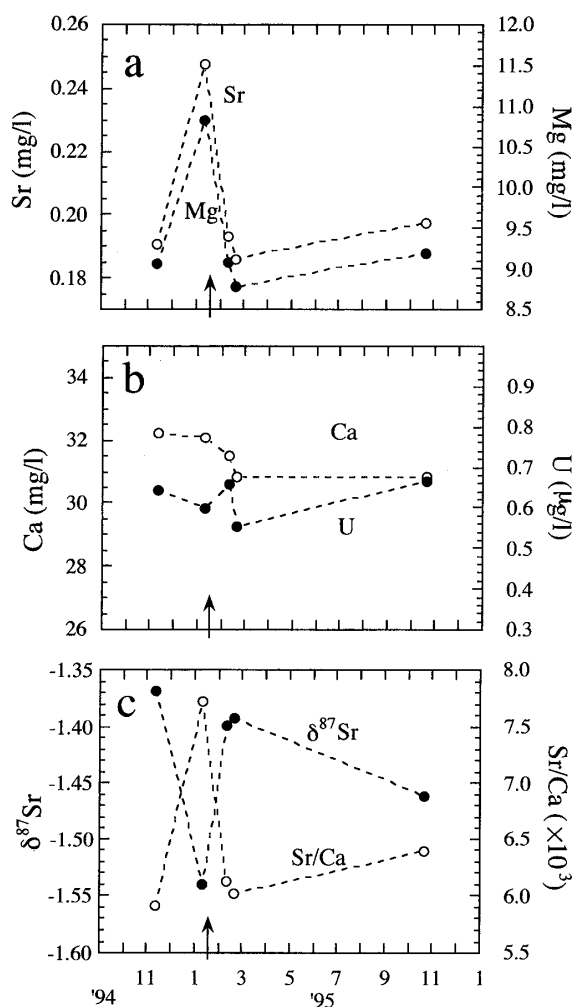 0.26
0.24
0.22
0.20
0.18
Sr (mg/l)
a
Sr
Mg
12.0
11.5
11.0
10.5
10.0
9.5
9.0
8.5
Mg (mg/l)
34
32
30
28
26
Ca (mg/l)
b
Ca
U
0.9
0.8
0.7
0.6
0.5
0.4
0.3
U (µg/l)
-1.35
-1.40
-1.45
-1.50
-1.55
-1.60
δ⁸⁷Sr
c
δ⁸⁷Sr
Sr/Ca
8.0
7.5
7.0
6.5
6.0
5.5
Sr/Ca (×10³)
11 1 3 5 7 9 11 1
'94 '95